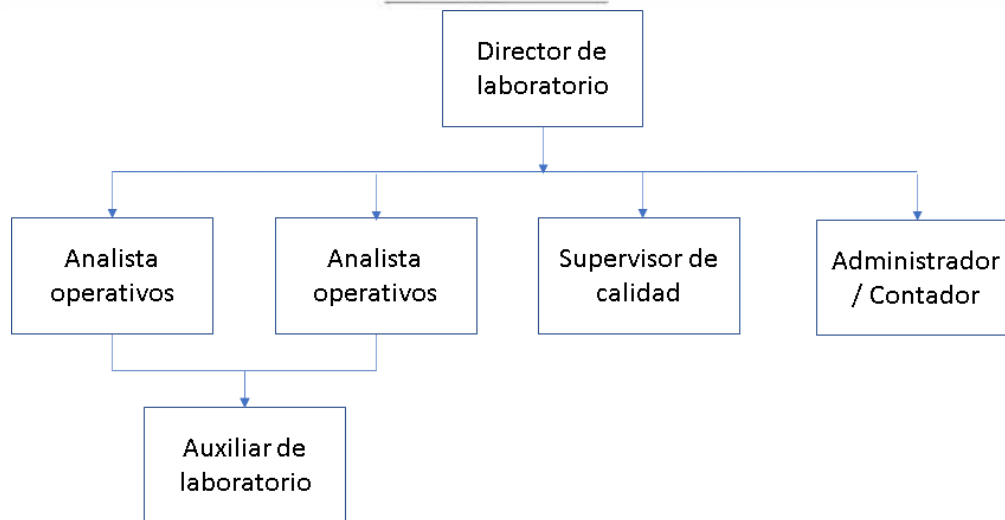 Director de
laboratorio
Analista
operativos
Analista
operativos
Supervisor de
calidad
Administrador
/ Contador
Auxiliar de
laboratorio